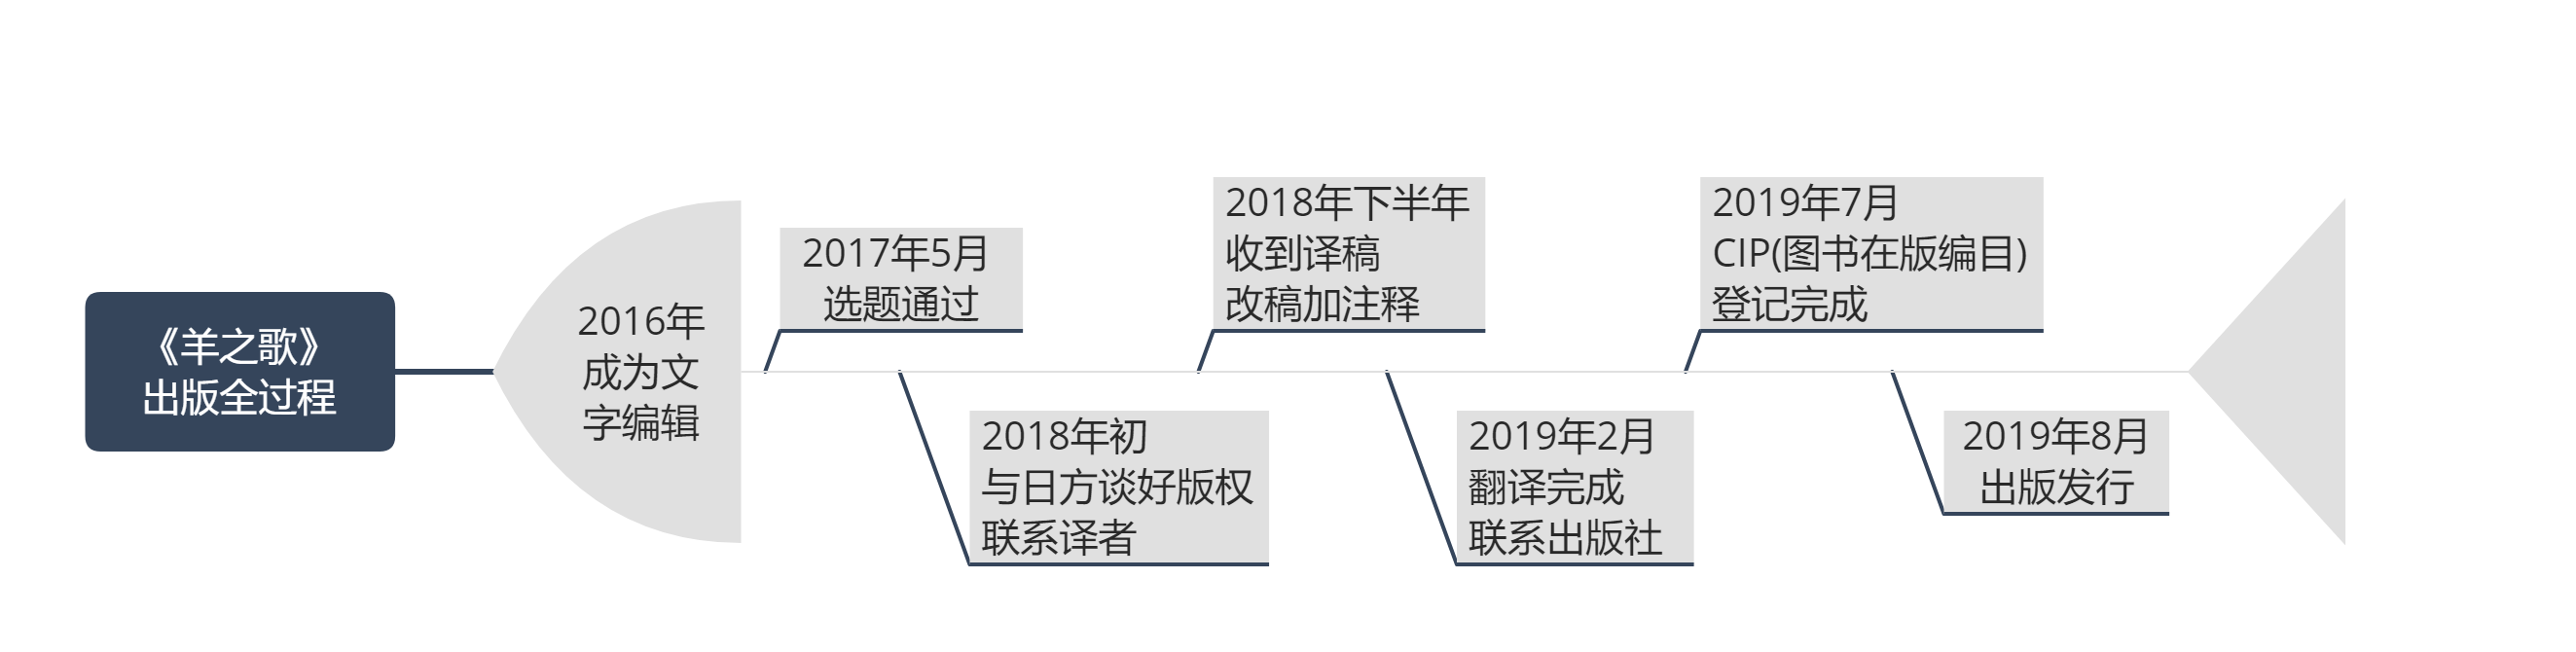 《羊之歌》
出版全过程
2016年
成为文
字编辑
2017年5月
选题通过
2018年初
与日方谈好版权
联系译者
2018年下半年
收到译稿
改稿加注释
2019年2月
翻译完成
联系出版社
2019年7月
CIP(图书在版编目)
登记完成
2019年8月
出版发行